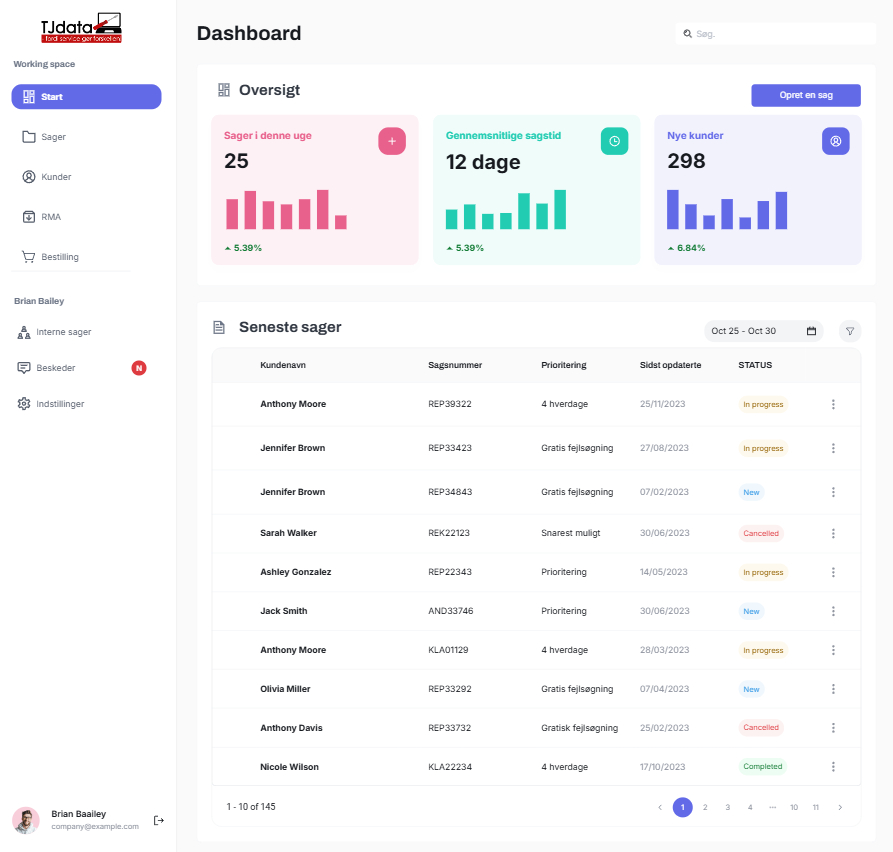 TJdata
- fordi service gør forskellen!
Working space
Start
Sager
Kunder
RMA
Bestilling
Brian Bailey
Interne sager
Beskeder
N
Indstillinger
Brian Baailey
company@example.com
Dashboard
Søg.
Oversigt
Opret en sag
Sager i denne uge
25
5.39%
Gennemsnitlige sagstid
12 dage
5.39%
Nye kunder
298
6.84%
Seneste sager
Oct 25 - Oct 30
Kundenavn Sagsnummer Prioritering Sidst opdaterte STATUS
Anthony Moore REP39322 4 hverdage 25/11/2023 In progress
Jennifer Brown REP33423 Gratis fejlsøgning 27/08/2023 In progress
Jennifer Brown REP34843 Gratis fejlsøgning 07/02/2023 New
Sarah Walker REK22123 Snarest muligt 30/06/2023 Cancelled
Ashley Gonzalez REP22343 Prioritering 14/05/2023 In progress
Jack Smith AND33746 Prioritering 30/06/2023 New
Anthony Moore KLA01129 4 hverdage 28/03/2023 In progress
Olivia Miller REP33292 Gratis fejlsøgning 07/04/2023 New
Anthony Davis REP33732 Gratisk fejlsøgning 25/02/2023 Cancelled
Nicole Wilson KLA22234 4 hverdage 17/10/2023 Completed
1 - 10 of 145
1 2 3 4 ... 10 11